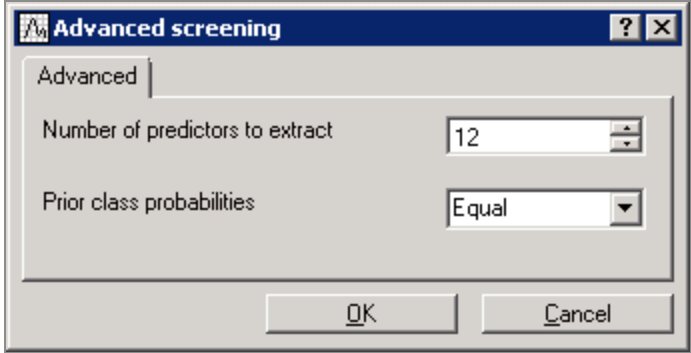 Advanced screening
Advanced
Number of predictors to extract 12
Prior class probabilities Equal
OK Cancel